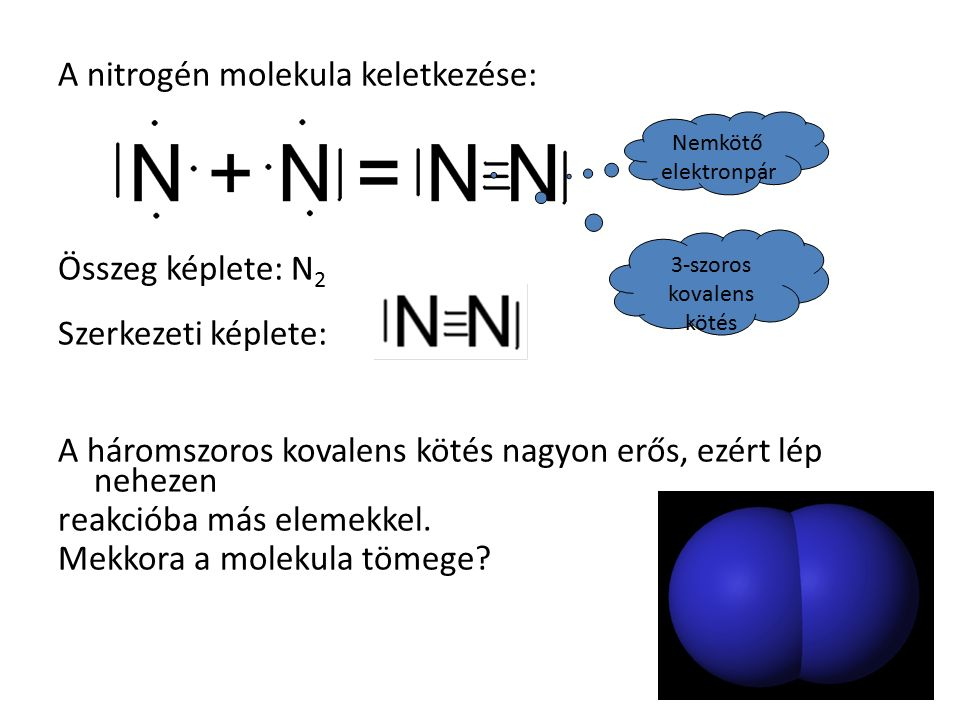 A nitrogén molekula keletkezése:
|N· + ·N| = |N≡N|
Nemkötő
elektronpár
3-szoros
kovalens
kötés
Összeg képlete: N₂
Szerkezeti képlete:
|N≡N|
A háromszoros kovalens kötés nagyon erős, ezért lép
nehezen
reakcióba más elemekkel.
Mekkora a molekula tömege?